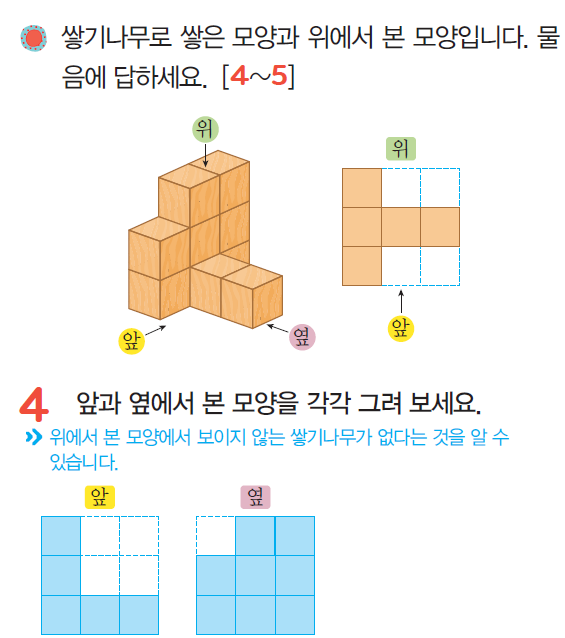 쌓기나무로 쌓은 모양과 위에서 본 모양입니다. 물
음에 답하세요. [4~5]
위
위
앞
옆
앞
4 앞과 옆에서 본 모양을 각각 그려 보세요.
» 위에서 본 모양에서 보이지 않는 쌓기나무가 없다는 것을 알 수
있습니다.
앞
옆